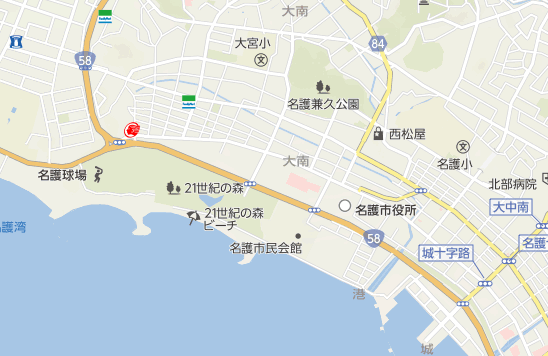 大南
大宮小
84
58
名護兼久公園
西松屋
大南
名護小
名護球場
21世紀の森
北部病院
21世紀の森
ビーチ
名護市役所
大中南
名護湾
58
名護市民会館
城十字路
名護
港
城